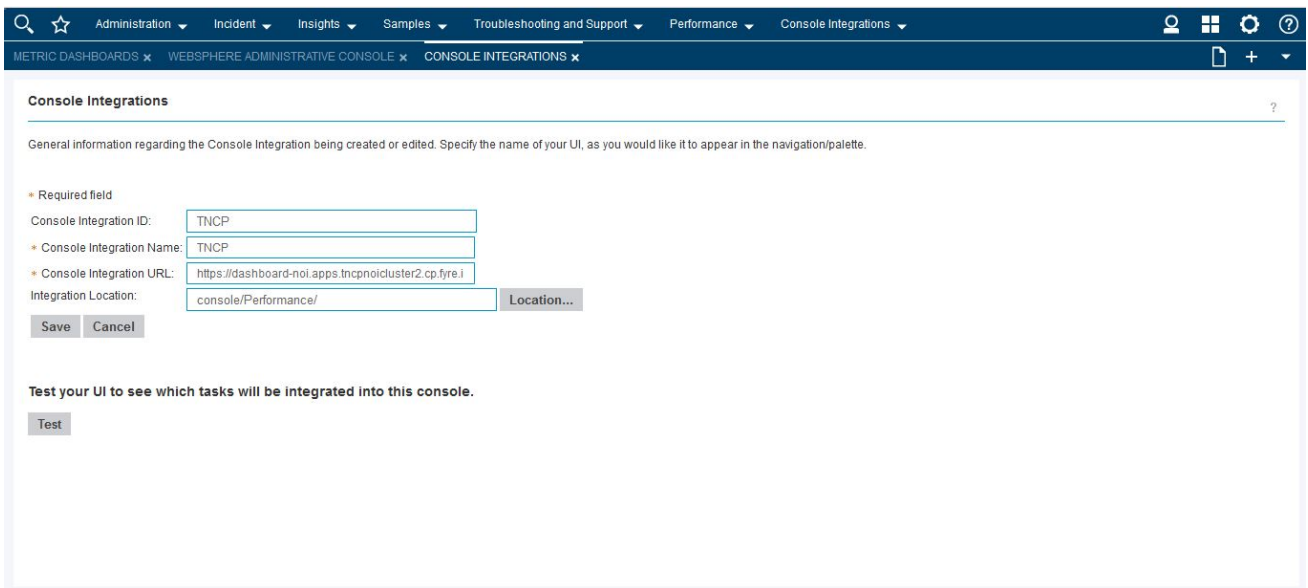 Administration Incident Insights Samples Troubleshooting and Support Performance Console Integrations
METRIC DASHBOARDS x WEBSPHERE ADMINISTRATIVE CONSOLE x CONSOLE INTEGRATIONS x
Console Integrations
General information regarding the Console Integration being created or edited. Specify the name of your UI, as you would like it to appear in the navigation/palette.
* Required field
Console Integration ID: TNCP
* Console Integration Name: TNCP
* Console Integration URL: https://dashboard-noi.apps.tncpnoicluster2.cp.fyre.i
Integration Location: console/Performance/ Location...
Save Cancel
Test your UI to see which tasks will be integrated into this console.
Test